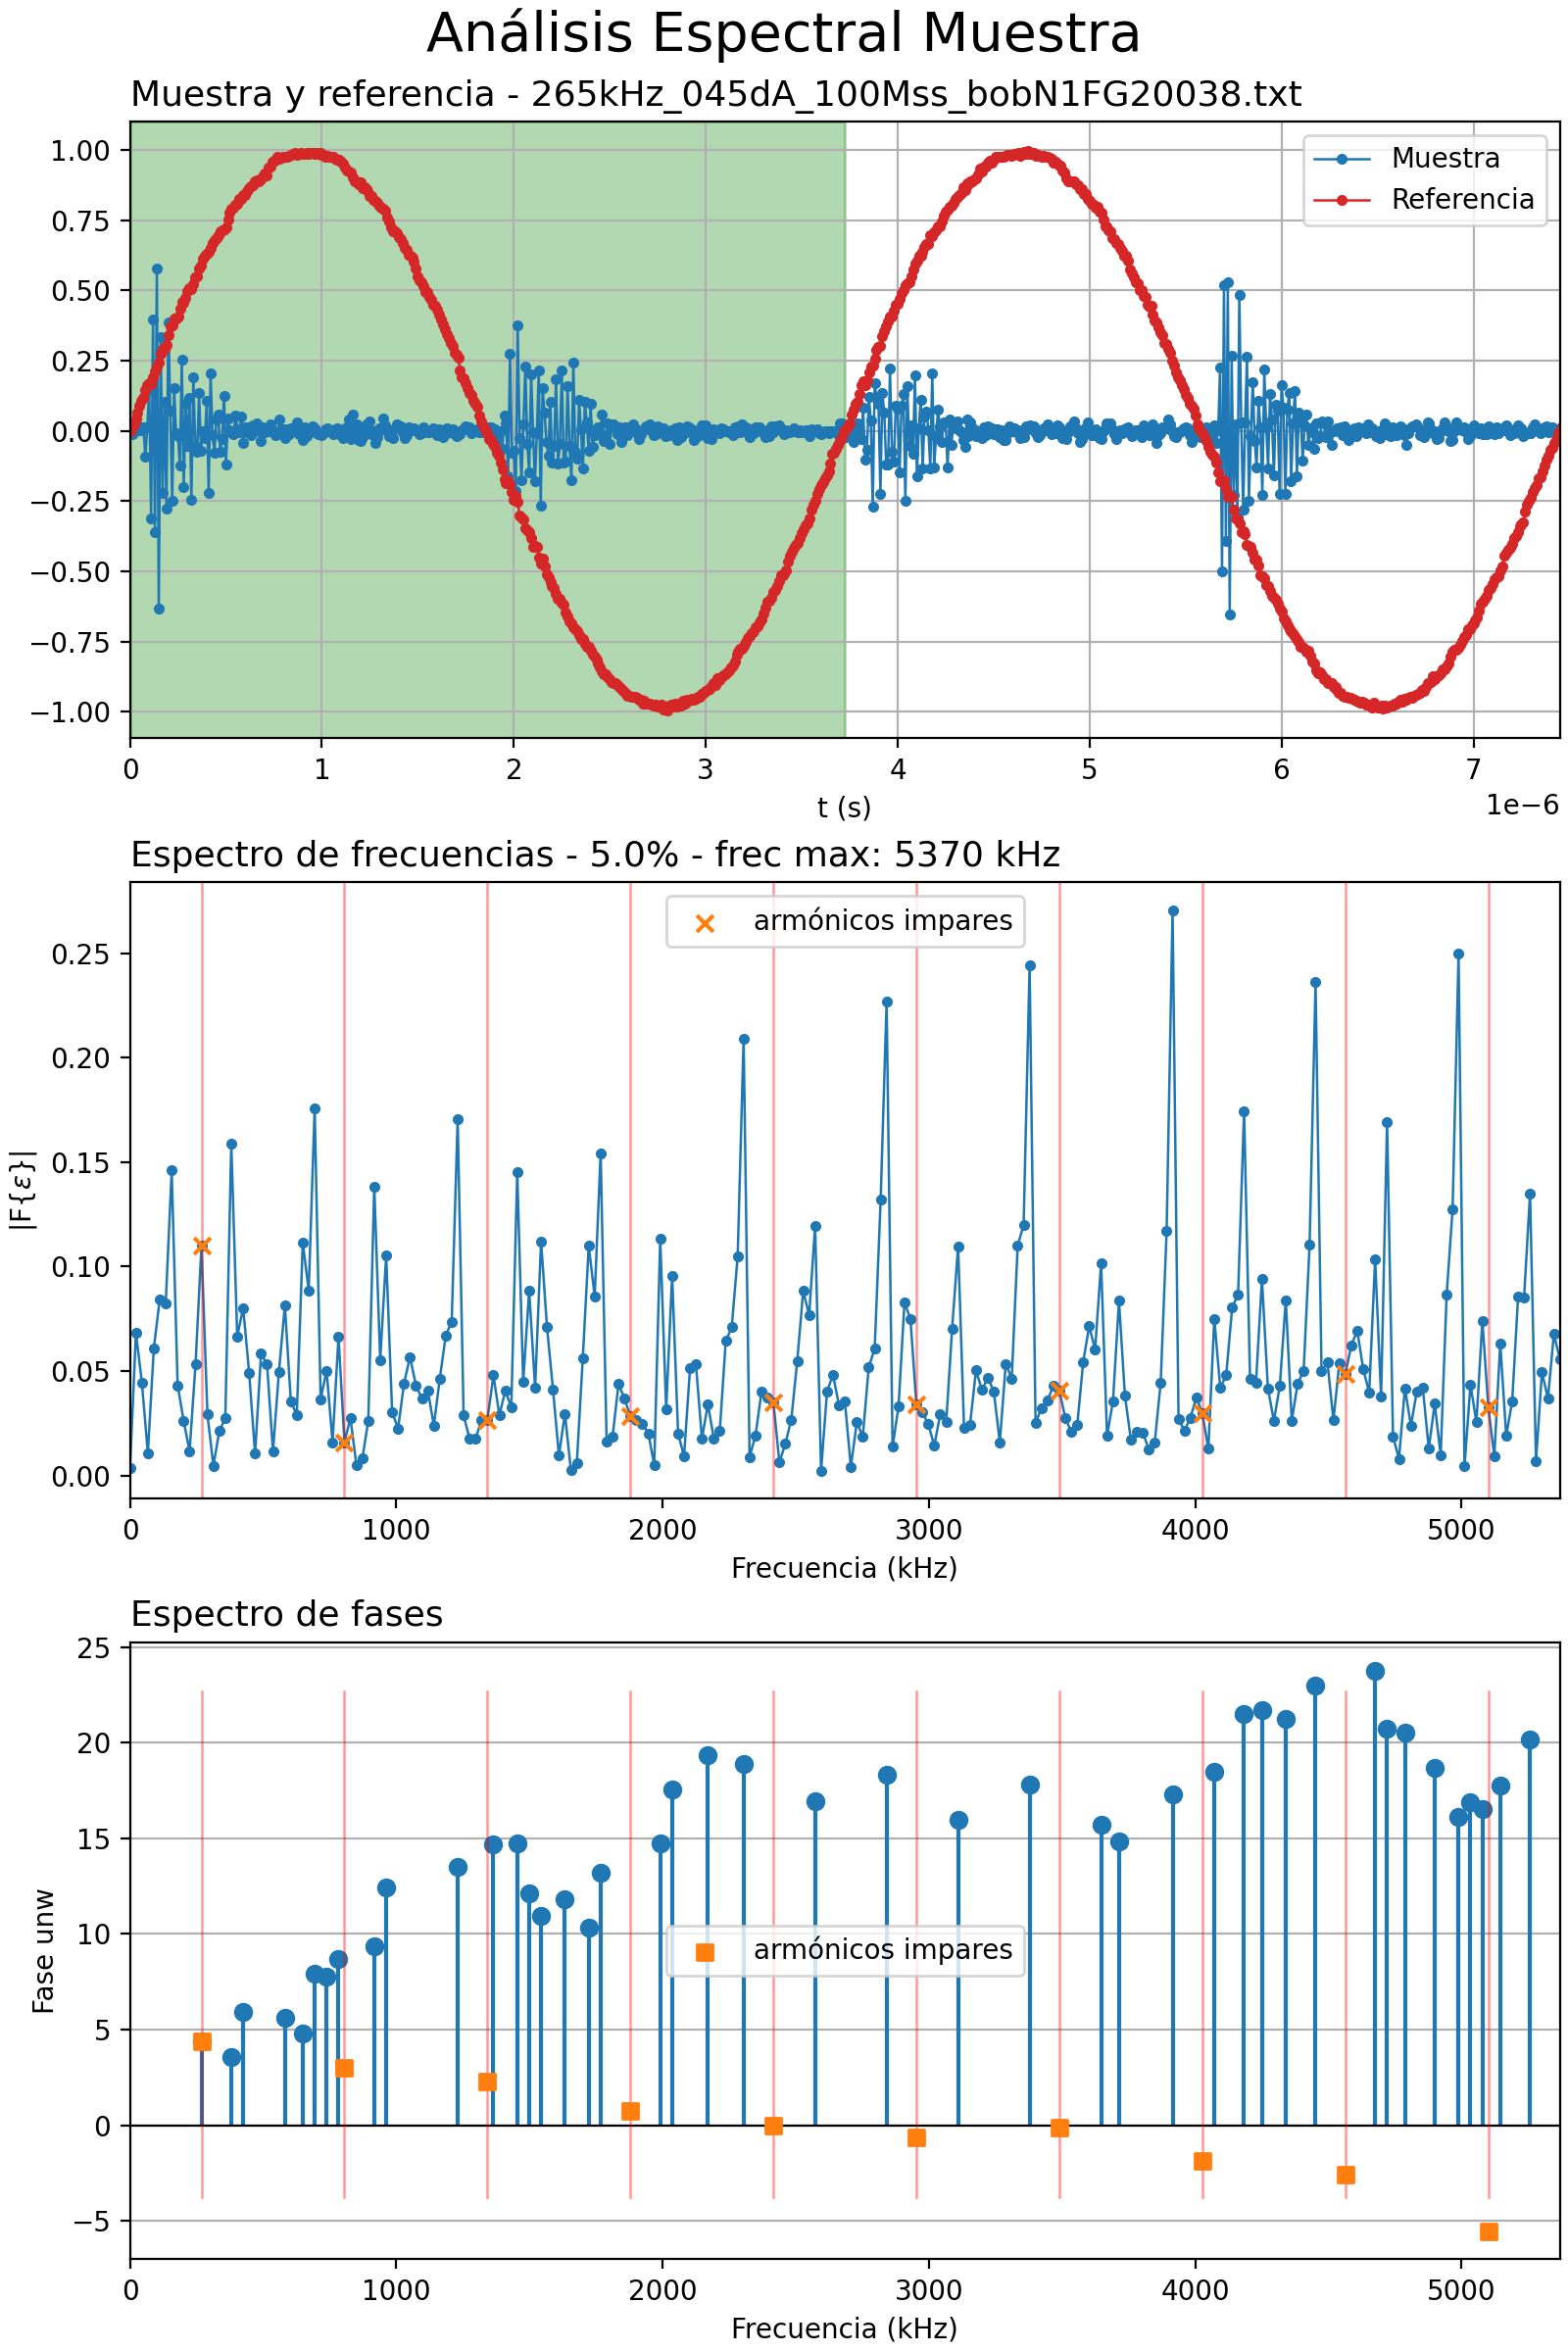 Análisis Espectral Muestra
Muestra y referencia - 265kHz_045dA_100Mss_bobN1FG20038.txt
Muestra
Referencia
1.00
0.75
0.50
0.25
0.00
−0.25
−0.50
−0.75
−1.00
0 1 2 3 4 5 6 7
t (s)
1e−6
Espectro de frecuencias - 5.0% - frec max: 5370 kHz
armónicos impares
|F{ε}|
0.25
0.20
0.15
0.10
0.05
0.00
0 1000 2000 3000 4000 5000
Frecuencia (kHz)
Espectro de fases
armónicos impares
Fase unw
25
20
15
10
5
0
−5
0 1000 2000 3000 4000 5000
Frecuencia (kHz)